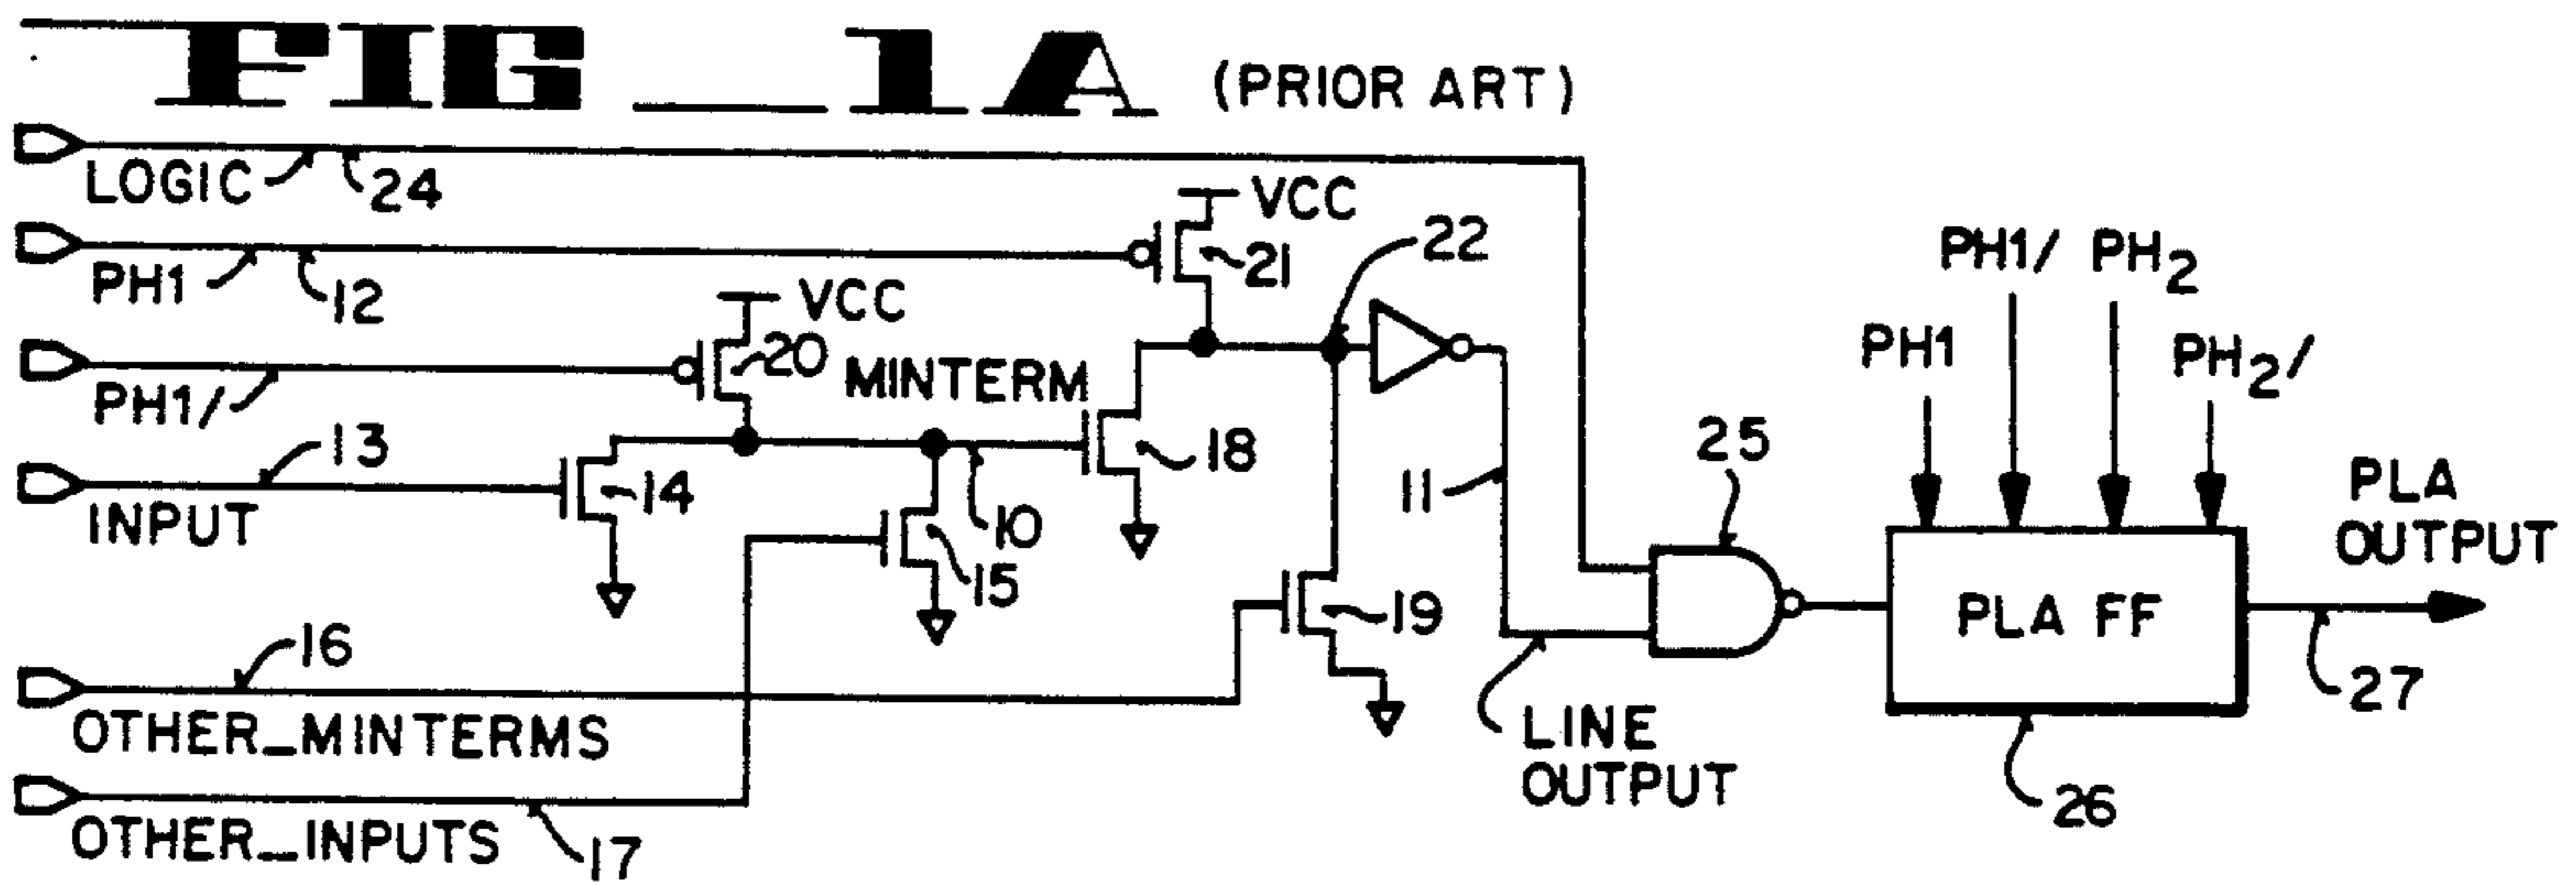 FIG_1A (PRIOR ART)
LOGIC 24
VCC
PH1 12
21
22
PH1/ PH2
VCC
PH1
PH2/
PH1/
20
MINTERM
13
INPUT
14
18
10
15
11
25
PLA
OUTPUT
PLA FF
19
16
OTHER_MINTERMS
LINE
OUTPUT
27
26
OTHER_INPUTS
17